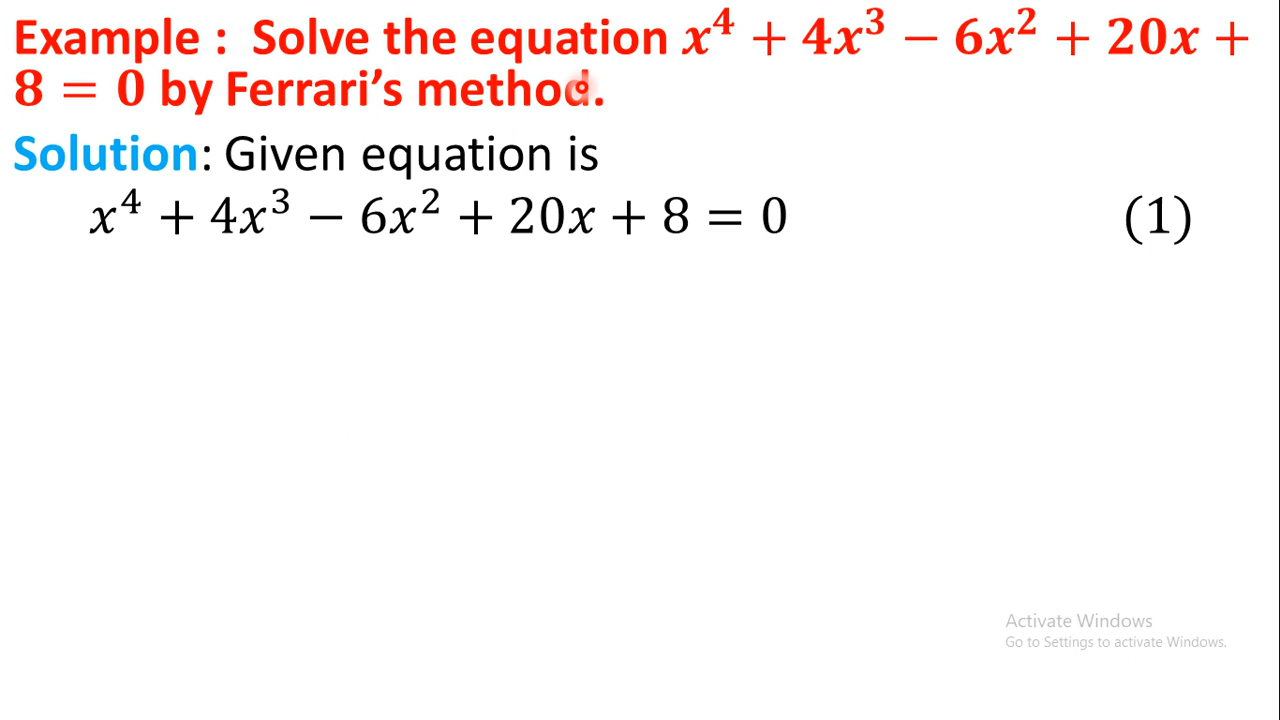 Example :  Solve the equation x⁴ + 4x³ − 6x² + 20x +
8 = 0 by Ferrari’s method.
Solution: Given equation is
x⁴ + 4x³ − 6x² + 20x + 8 = 0 (1)
Activate Windows
Go to Settings to activate Windows.